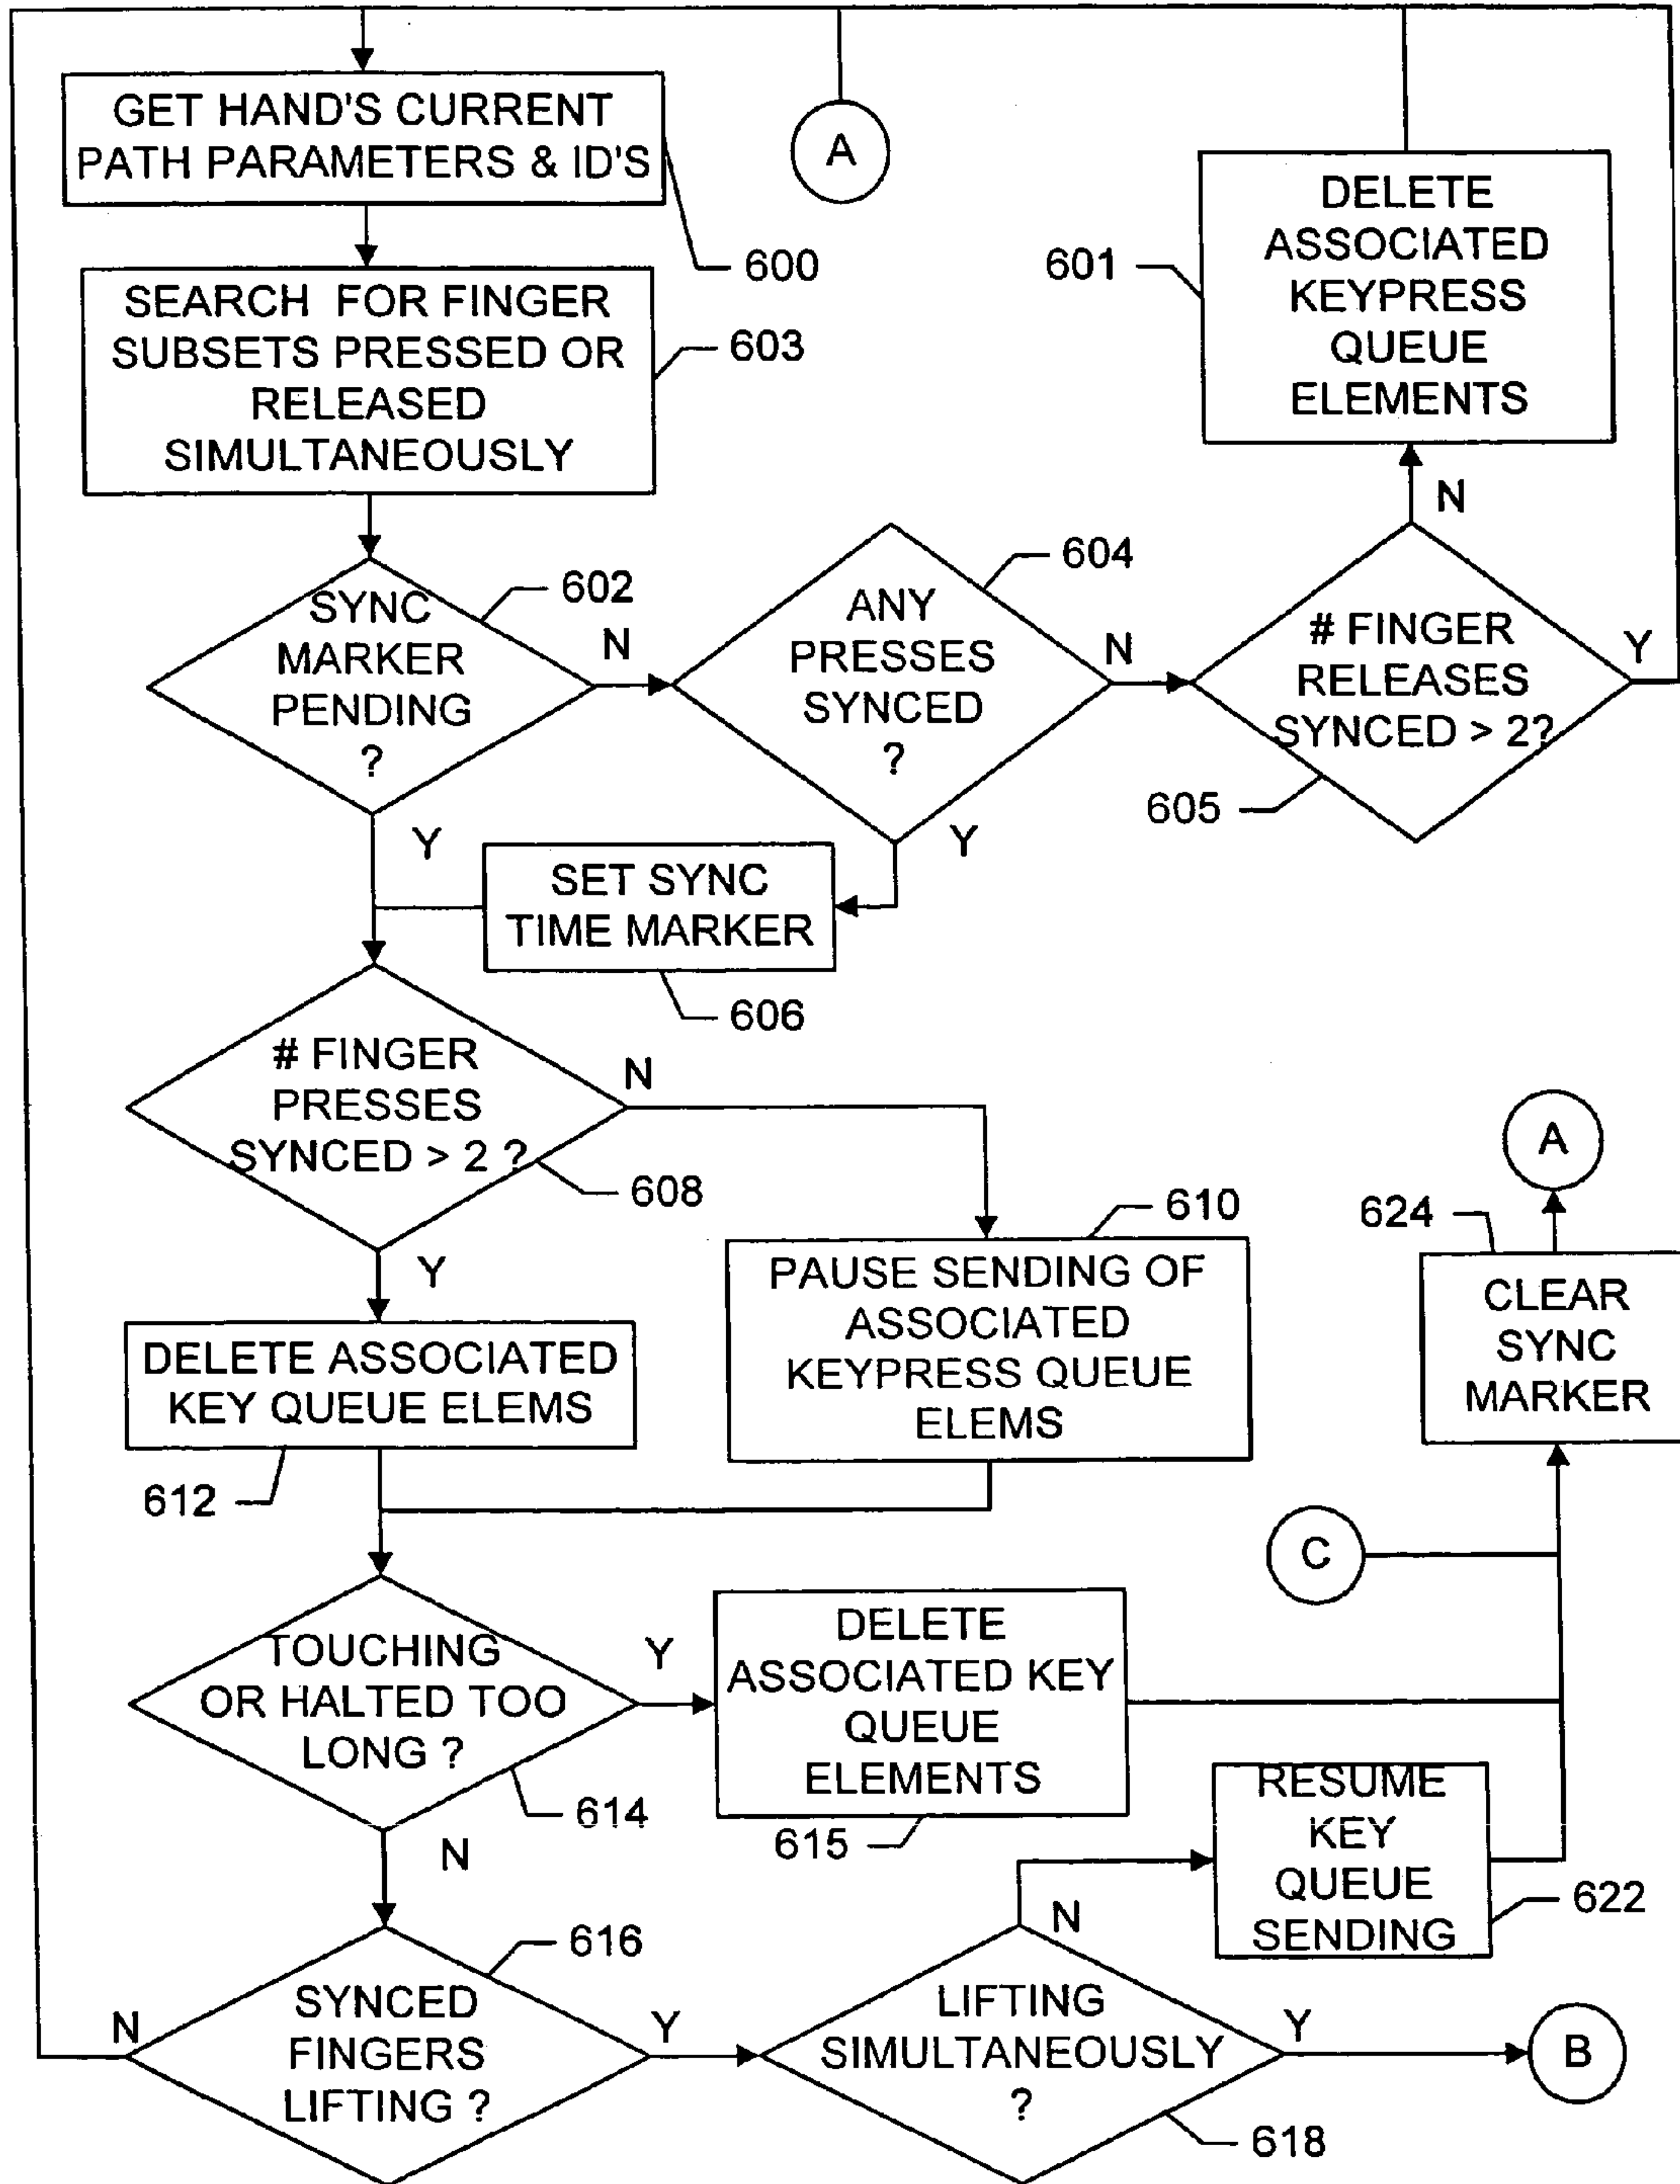 GET HAND'S CURRENT
PATH PARAMETERS & ID'S
600
A
DELETE
ASSOCIATED
KEYPRESS
QUEUE
ELEMENTS
601
SEARCH FOR FINGER
SUBSETS PRESSED OR
RELEASED
SIMULTANEOUSLY
603
SYNC
MARKER
PENDING
?
602
N
Y
ANY
PRESSES
SYNCED
?
604
N
Y
# FINGER
RELEASES
SYNCED > 2?
605
N
Y
SET SYNC
TIME MARKER
606
# FINGER
PRESSES
SYNCED > 2 ?
608
N
Y
PAUSE SENDING OF
ASSOCIATED
KEYPRESS QUEUE
ELEMS
610
A
624
CLEAR
SYNC
MARKER
DELETE ASSOCIATED
KEY QUEUE ELEMS
612
C
TOUCHING
OR HALTED TOO
LONG ?
614
Y
N
DELETE
ASSOCIATED KEY
QUEUE
ELEMENTS
615
RESUME
KEY
QUEUE
SENDING
622
SYNCED
FINGERS
LIFTING ?
616
N
Y
LIFTING
SIMULTANEOUSLY
?
618
N
Y
B